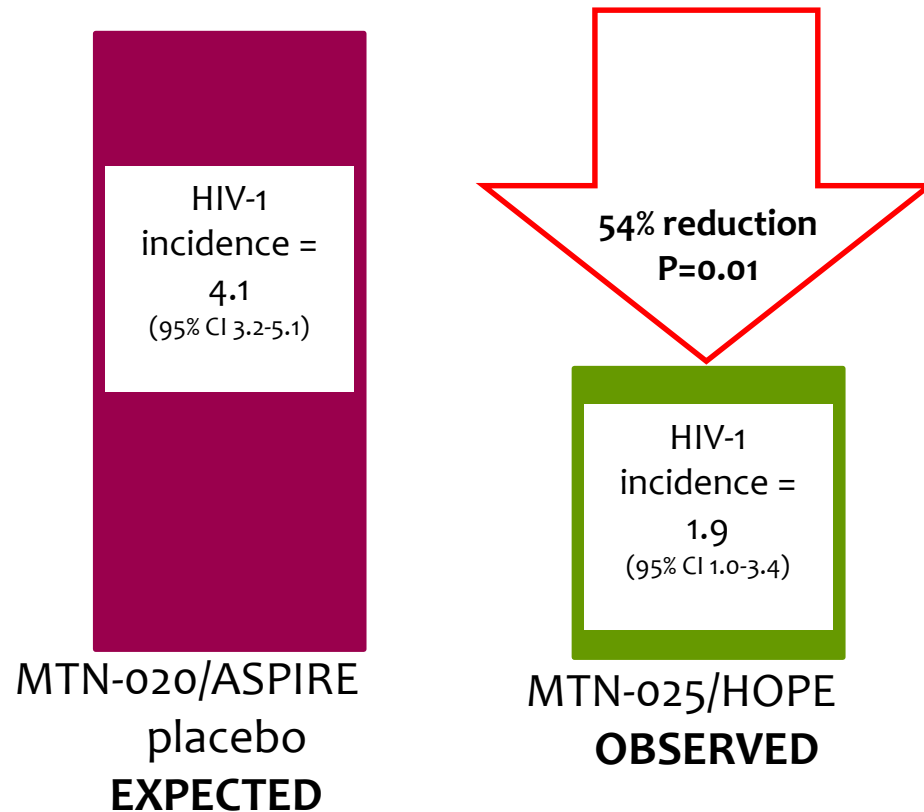 HIV-1
incidence =
4.1
(95% CI 3.2-5.1)
MTN-020/ASPIRE
placebo
EXPECTED
54% reduction
P=0.01
HIV-1
incidence =
1.9
(95% CI 1.0-3.4)
MTN-025/HOPE
OBSERVED